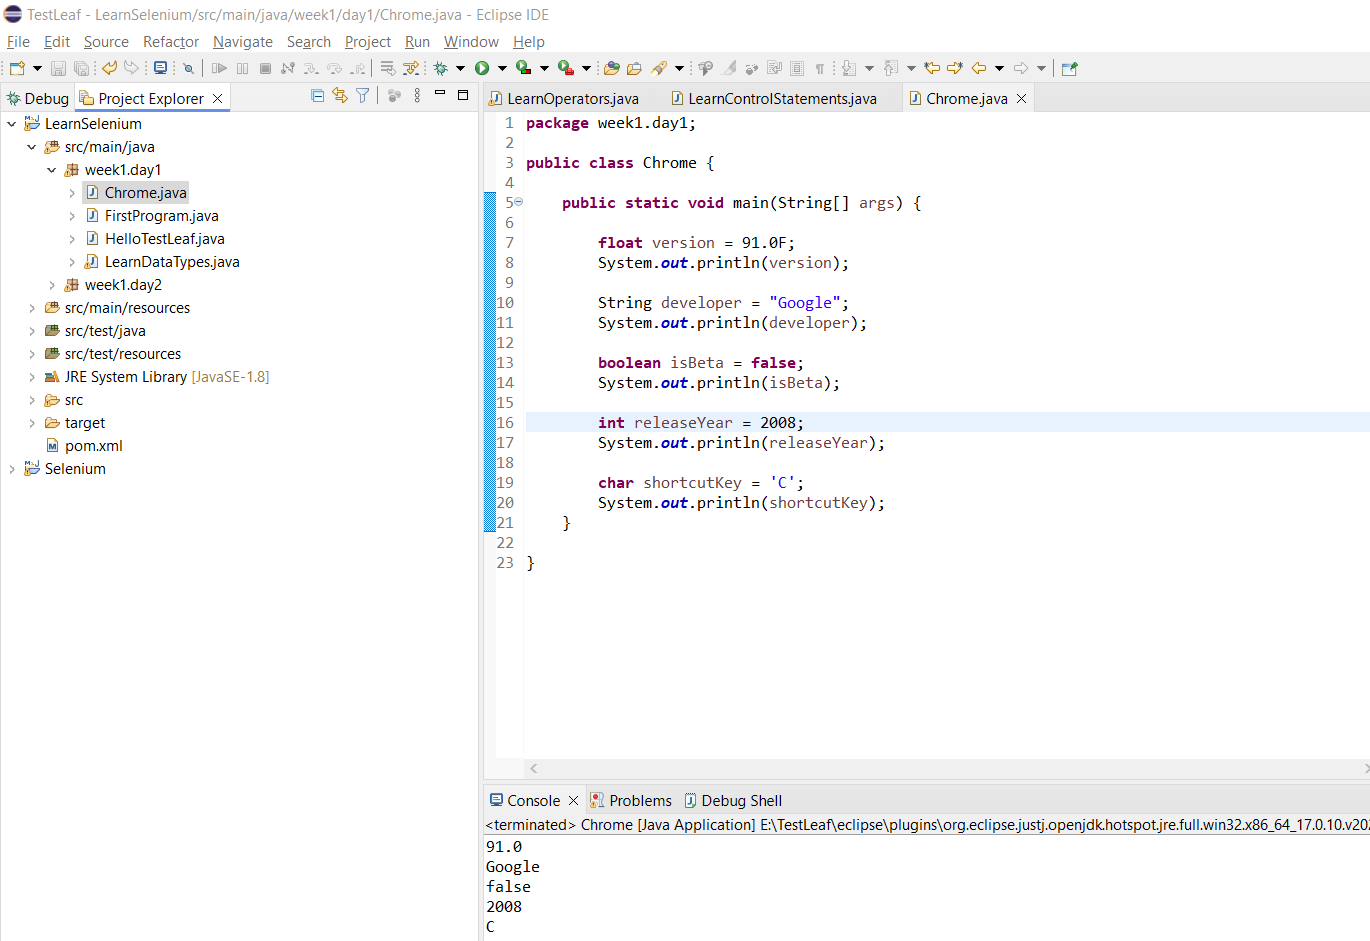 TestLeaf - LearnSelenium/src/main/java/week1/day1/Chrome.java - Eclipse IDE
File Edit Source Refactor Navigate Search Project Run Window Help
Debug Project Explorer
LearnSelenium
src/main/java
week1.day1
Chrome.java
FirstProgram.java
HelloTestLeaf.java
LearnDataTypes.java
week1.day2
src/main/resources
src/test/java
src/test/resources
JRE System Library [JavaSE-1.8]
src
target
pom.xml
Selenium
LearnOperators.java LearnControlStatements.java Chrome.java
1 package week1.day1;
2
3 public class Chrome {
4
5 public static void main(String[] args) {
6
7 float version = 91.0F;
8 System.out.println(version);
9
10 String developer = "Google";
11 System.out.println(developer);
12
13 boolean isBeta = false;
14 System.out.println(isBeta);
15
16 int releaseYear = 2008;
17 System.out.println(releaseYear);
18
19 char shortcutKey = 'C';
20 System.out.println(shortcutKey);
21 }
22
23 }
Console Problems Debug Shell
<terminated> Chrome [Java Application] E:\TestLeaf\eclipse\plugins\org.eclipse.justj.openjdk.hotspot.jre.full.win32.x86_64_17.0.10.v202
91.0
Google
false
2008
C